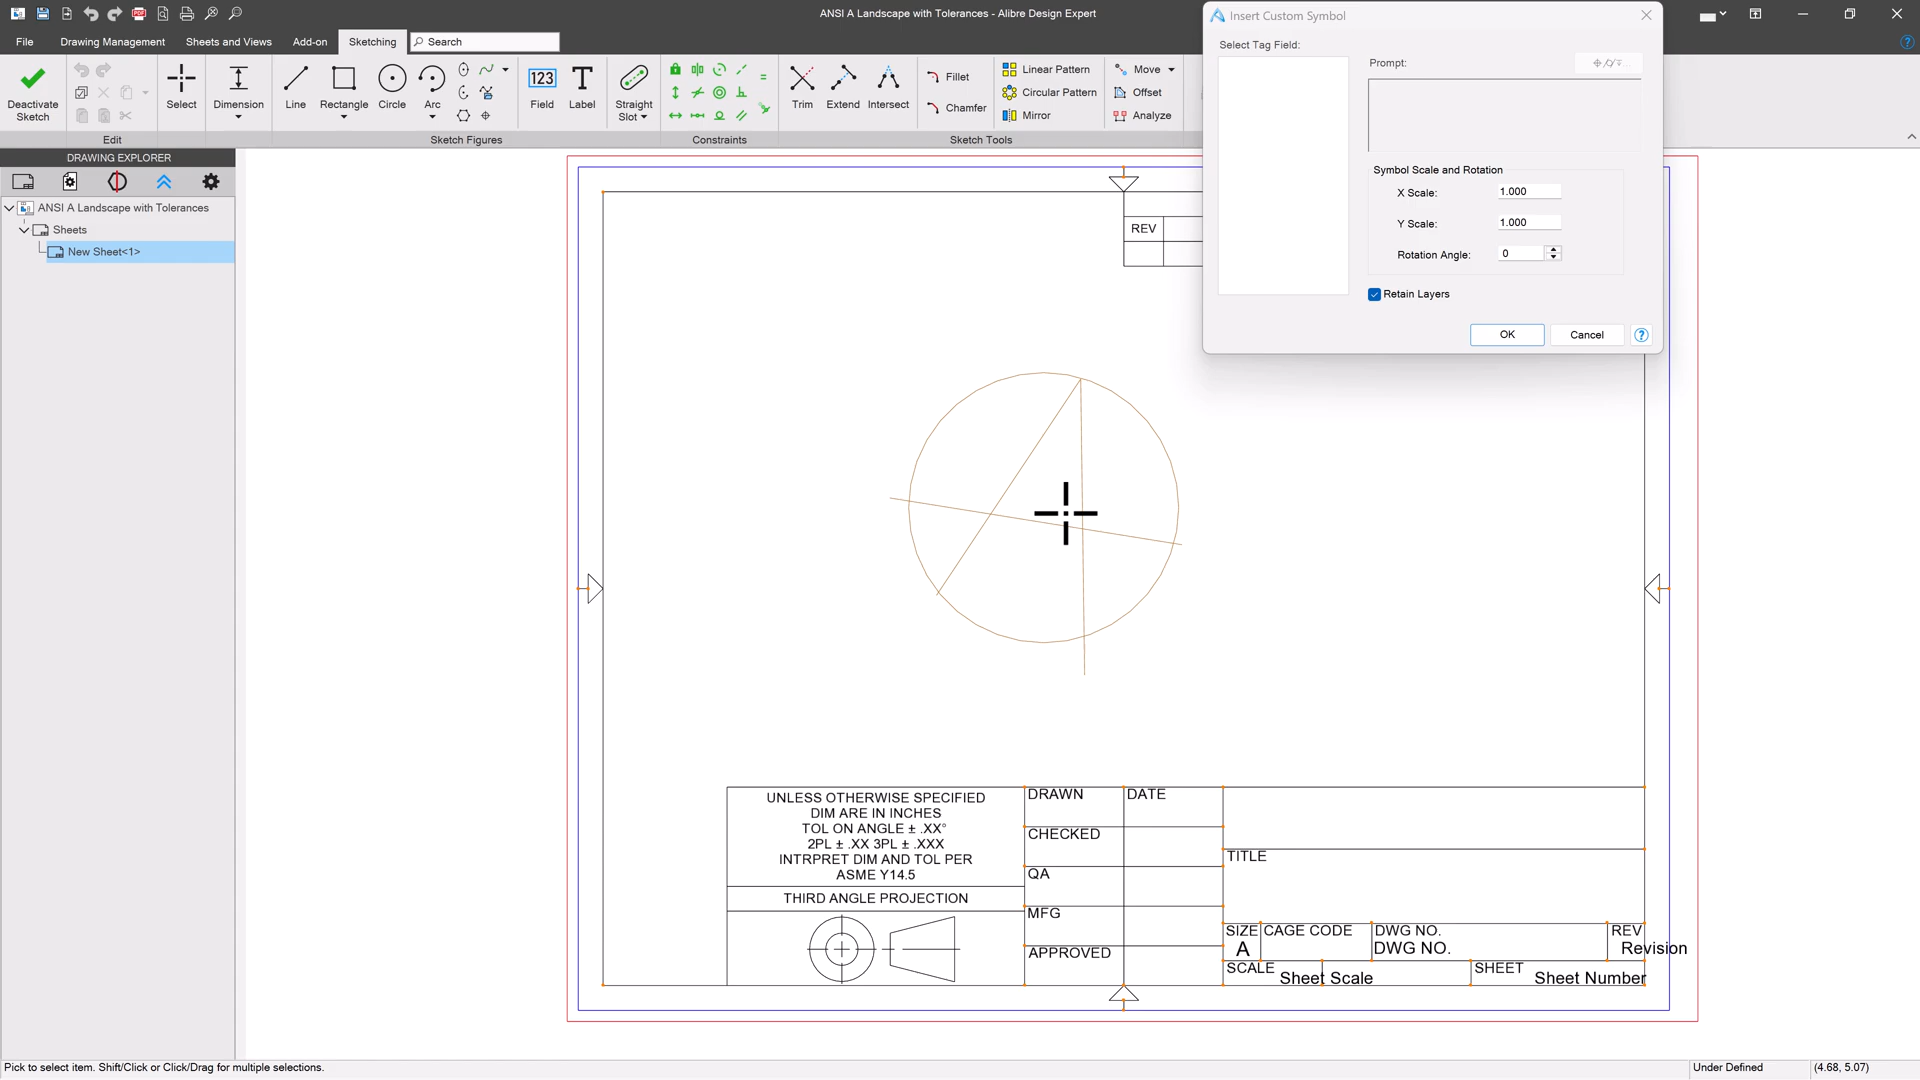 ANSI A Landscape with Tolerances - Alibre Design Expert
File
Drawing Management
Sheets and Views
Add-on
Sketching
Search
Deactivate
Sketch
Select
Dimension
Line
Rectangle
Circle
Arc
123
Field
Label
Straight
Slot
Trim
Extend
Intersect
Fillet
Chamfer
Linear Pattern
Circular Pattern
Mirror
Move
Offset
Analyze
Edit
Sketch Figures
Constraints
Sketch Tools
DRAWING EXPLORER
ANSI A Landscape with Tolerances
Sheets
New Sheet<1>
Insert Custom Symbol
Select Tag Field:
Prompt:
Symbol Scale and Rotation
X Scale:
1.000
Y Scale:
1.000
Rotation Angle:
0
Retain Layers
OK
Cancel
?
REV
UNLESS OTHERWISE SPECIFIED
DIM ARE IN INCHES
TOL ON ANGLE ± .XX°
2PL ± .XX 3PL ± .XXX
INTRPRET DIM AND TOL PER
ASME Y14.5
THIRD ANGLE PROJECTION
DRAWN
DATE
CHECKED
QA
MFG
APPROVED
TITLE
SIZE
A
CAGE CODE
DWG NO.
DWG NO.
REV
Revision
SCALE
Sheet Scale
SHEET
Sheet Number
Pick to select item. Shift/Click or Click/Drag for multiple selections.
Under Defined
(4.68, 5.07)